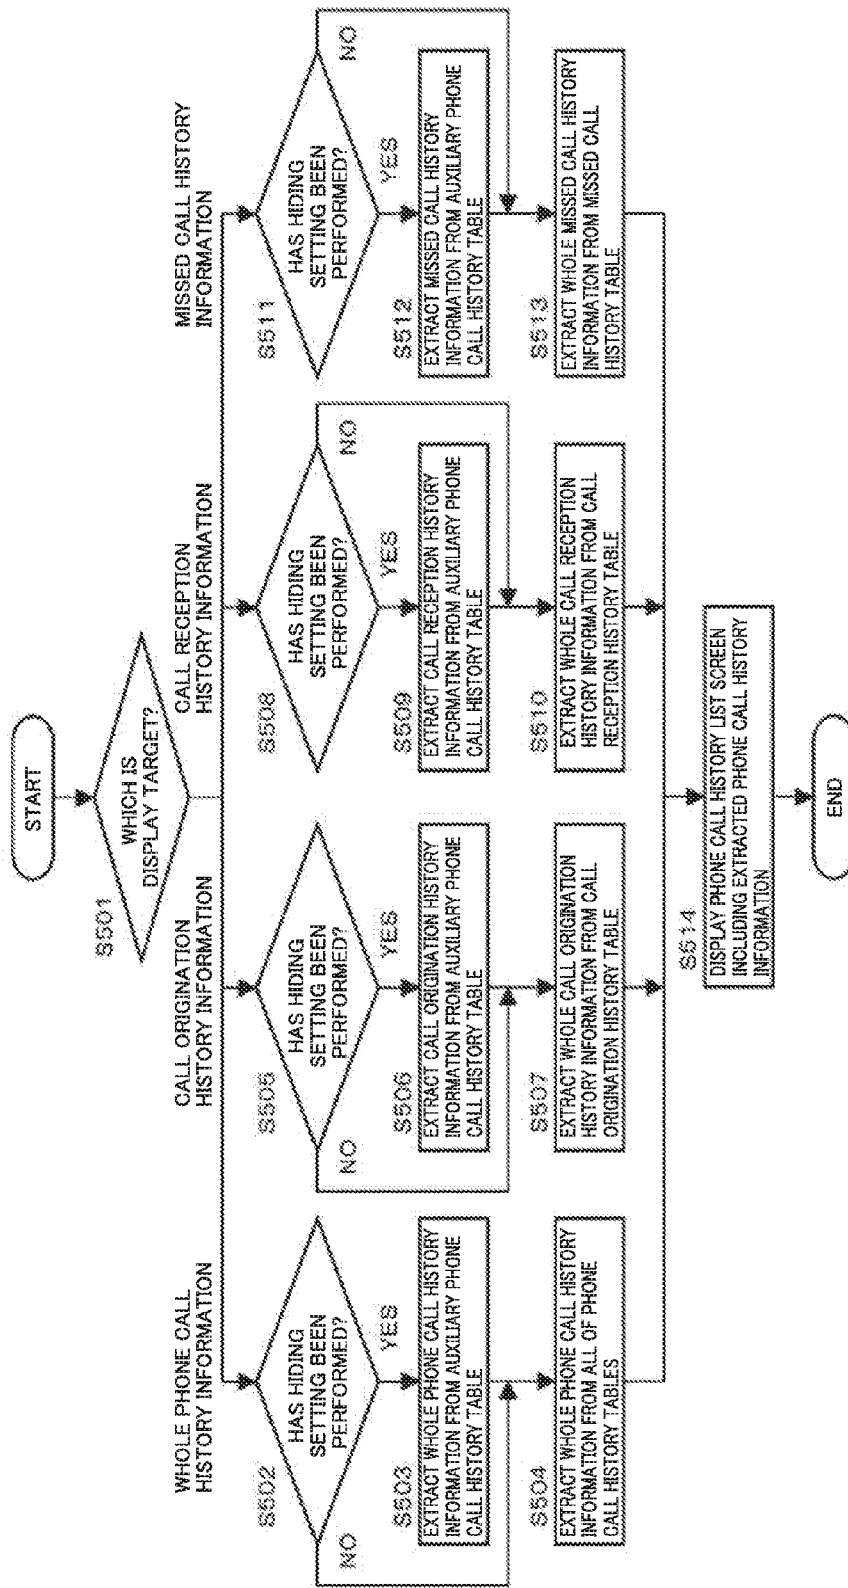 START
S501
WHICH IS
DISPLAY TARGET?
WHOLE PHONE CALL
HISTORY INFORMATION
CALL ORIGINATION
HISTORY INFORMATION
CALL RECEPTION
HISTORY INFORMATION
MISSED CALL HISTORY
INFORMATION
S502
HAS HIDING
SETTING BEEN
PERFORMED?
NO
YES
S503
EXTRACT WHOLE PHONE CALL HISTORY
INFORMATION FROM AUXILIARY PHONE
CALL HISTORY TABLE
S504
EXTRACT WHOLE PHONE CALL HISTORY
INFORMATION FROM ALL OF PHONE
CALL HISTORY TABLES
S505
HAS HIDING
SETTING BEEN
PERFORMED?
NO
YES
S506
EXTRACT CALL ORIGINATION HISTORY
INFORMATION FROM AUXILIARY PHONE
CALL HISTORY TABLE
S507
EXTRACT WHOLE CALL ORIGINATION
HISTORY INFORMATION FROM CALL
ORIGINATION HISTORY TABLE
S508
HAS HIDING
SETTING BEEN
PERFORMED?
NO
YES
S509
EXTRACT CALL RECEPTION HISTORY
INFORMATION FROM AUXILIARY PHONE
CALL HISTORY TABLE
S510
EXTRACT WHOLE CALL RECEPTION
HISTORY INFORMATION FROM CALL
RECEPTION HISTORY TABLE
S511
HAS HIDING
SETTING BEEN
PERFORMED?
NO
YES
S512
EXTRACT MISSED CALL HISTORY
INFORMATION FROM AUXILIARY PHONE
CALL HISTORY TABLE
S513
EXTRACT WHOLE MISSED CALL HISTORY
INFORMATION FROM MISSED CALL
HISTORY TABLE
S514
DISPLAY PHONE CALL HISTORY LIST SCREEN
INCLUDING EXTRACTED PHONE CALL HISTORY
INFORMATION
END